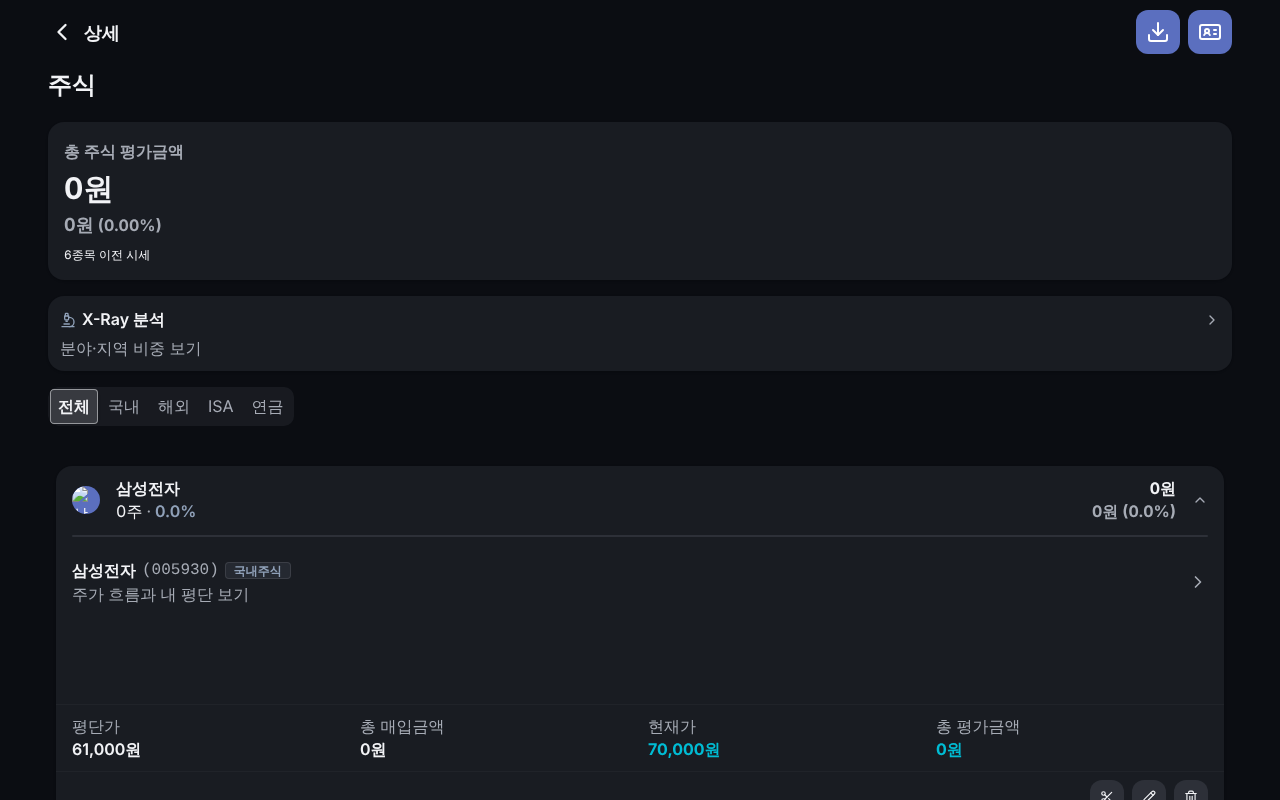 상세
주식
총 주식 평가금액
0원
0원 (0.00%)
6종목 이전 시세
X-Ray 분석
분야·지역 비중 보기
전체 국내 해외 ISA 연금
삼성전자 0원
0주 · 0.0% 0원 (0.0%)
삼성전자 (005930) 국내주식
주가 흐름과 내 평단 보기
평단가 총 매입금액 현재가 총 평가금액
61,000원 0원 70,000원 0원